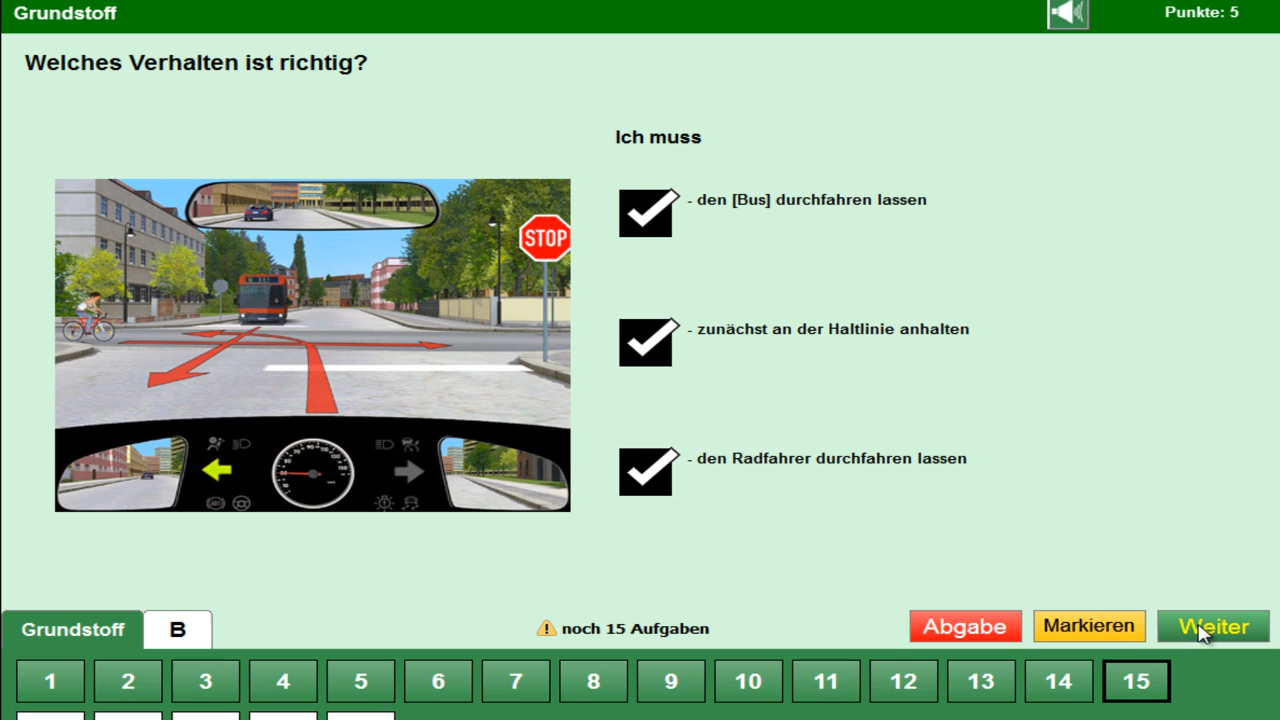 Grundstoff
Punkte: 5
Welches Verhalten ist richtig?
Ich muss
- den [Bus] durchfahren lassen
STOP
- zunächst an der Haltlinie anhalten
- den Radfahrer durchfahren lassen
Grundstoff
B
noch 15 Aufgaben
Abgabe
Markieren
Weiter
1 2 3 4 5 6 7 8 9 10 11 12 13 14 15